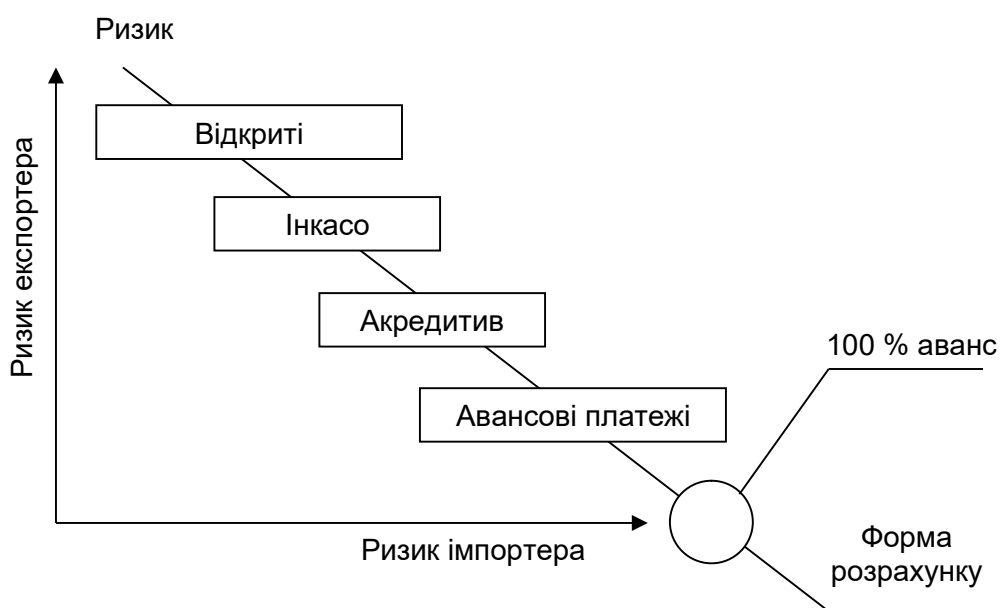 Ризик
Відкриті
Ризик експортера
Інкасо
Акредитив
100 % аванс
Авансові платежі
Ризик імпортера
Форма
розрахунку